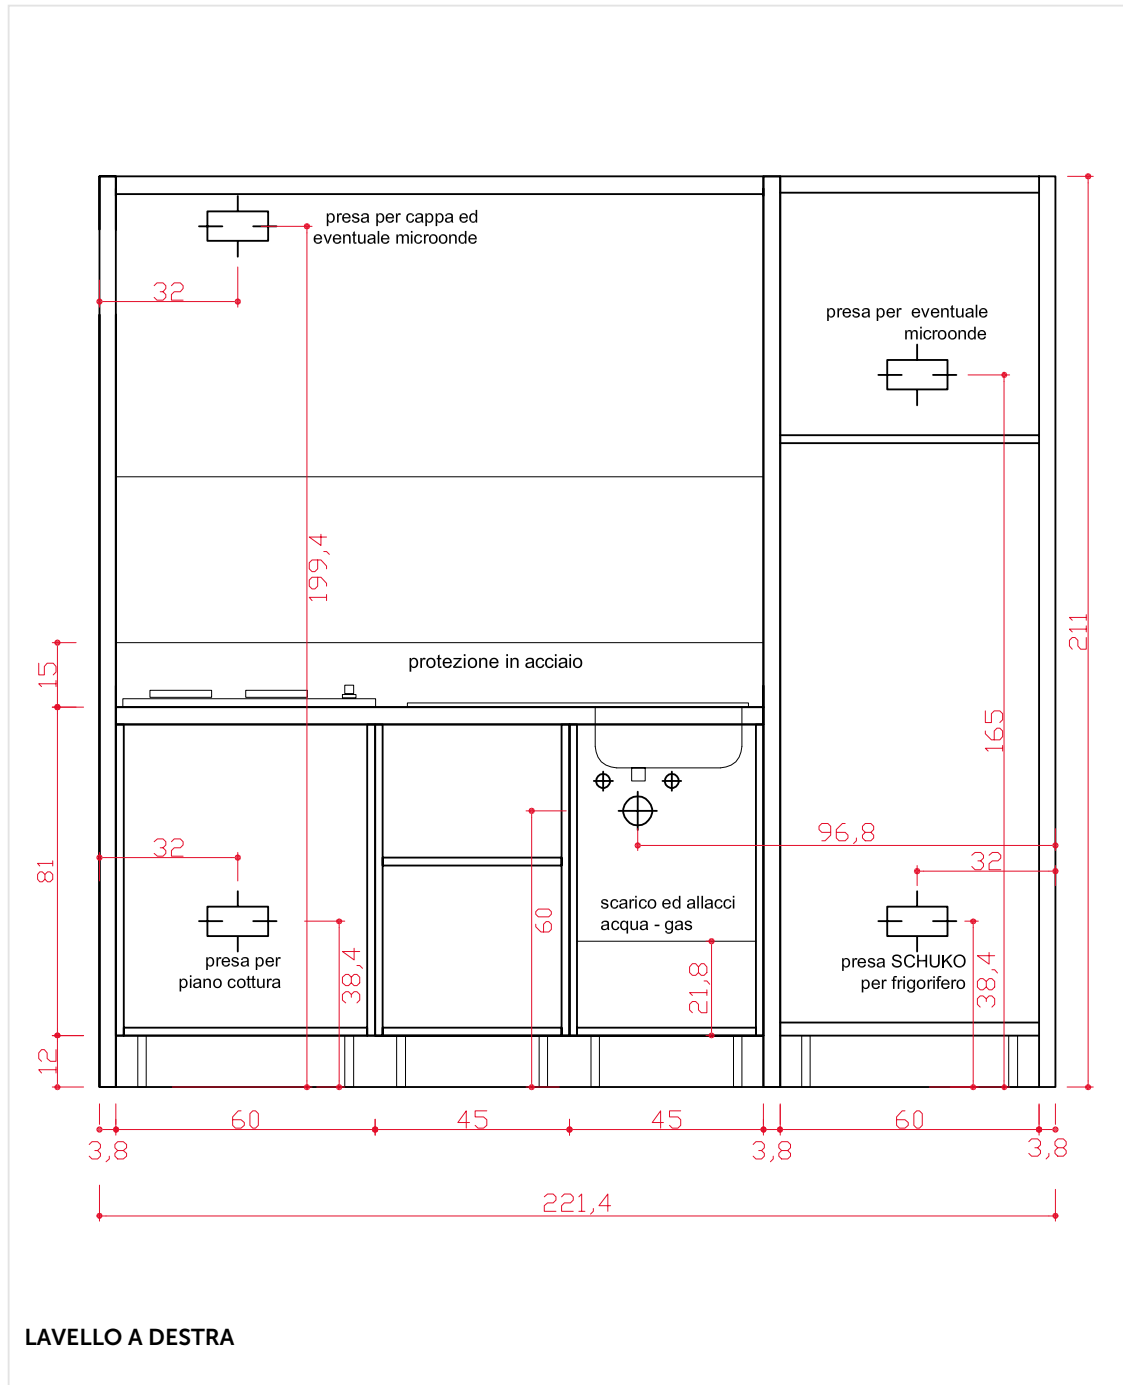 presa per cappa ed
eventuale microonde
32
presa per eventuale
microonde
199,4
211
15
protezione in acciaio
165
96,8
32
32
81
60
scarico ed allacci
acqua - gas
presa per
piano cottura
38,4
21,8
presa SCHUKO
per frigorifero
38,4
12
60
45
45
60
3,8
3,8
3,8
221,4
LAVELLO A DESTRA